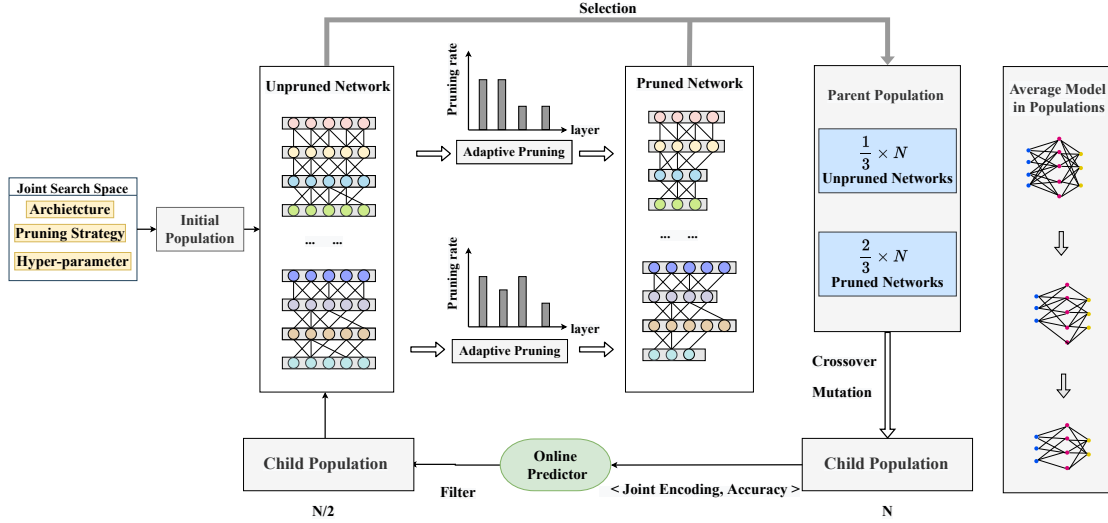 Selection
Unpruned Network
Pruning rate
layer
Adaptive Pruning
Pruned Network
Parent Population
1/3 × N
Unpruned Networks
2/3 × N
Pruned Networks
Average Model
in Populations
Joint Search Space
Archietcture
Pruning Strategy
Hyper-parameter
Initial
Population
... ...
... ...
Pruning rate
layer
Adaptive Pruning
Crossover
Mutation
Child Population
N/2
Filter
Online
Predictor
< Joint Encoding, Accuracy >
Child Population
N